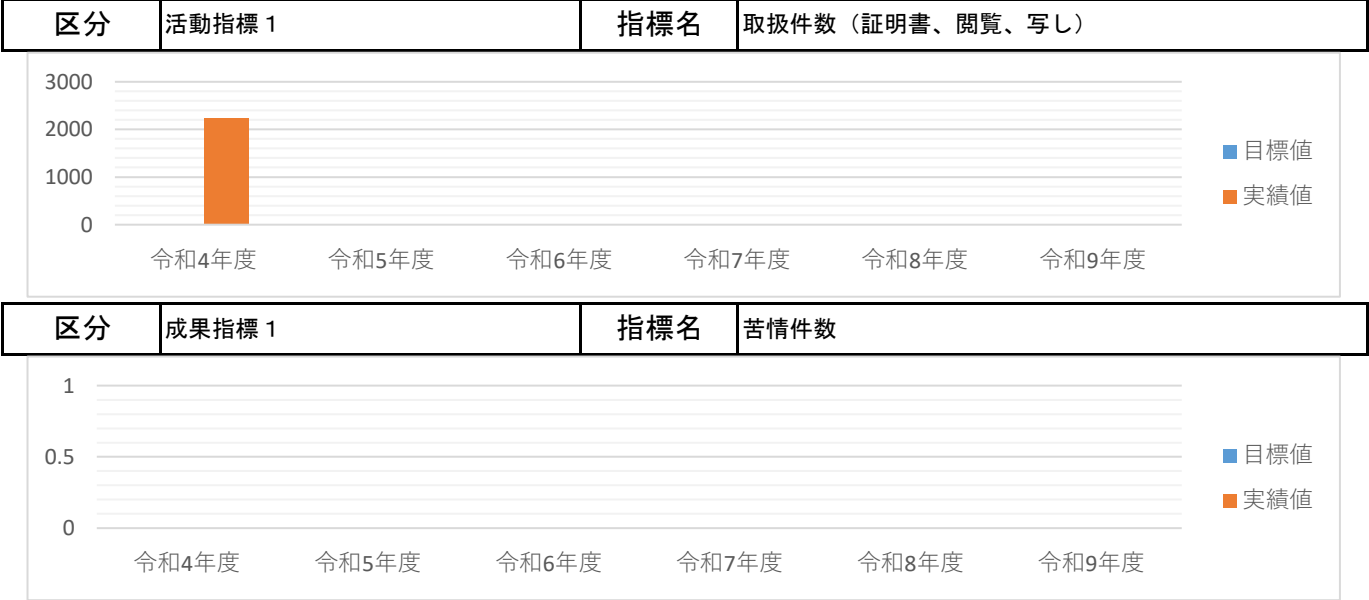 区分 活動指標１ 指標名 取扱件数（証明書、閲覧、写し）
3000
2000
1000
0
令和4年度 令和5年度 令和6年度 令和7年度 令和8年度 令和9年度
目標値
実績値
区分 成果指標１ 指標名 苦情件数
1
0.5
0
令和4年度 令和5年度 令和6年度 令和7年度 令和8年度 令和9年度
目標値
実績値